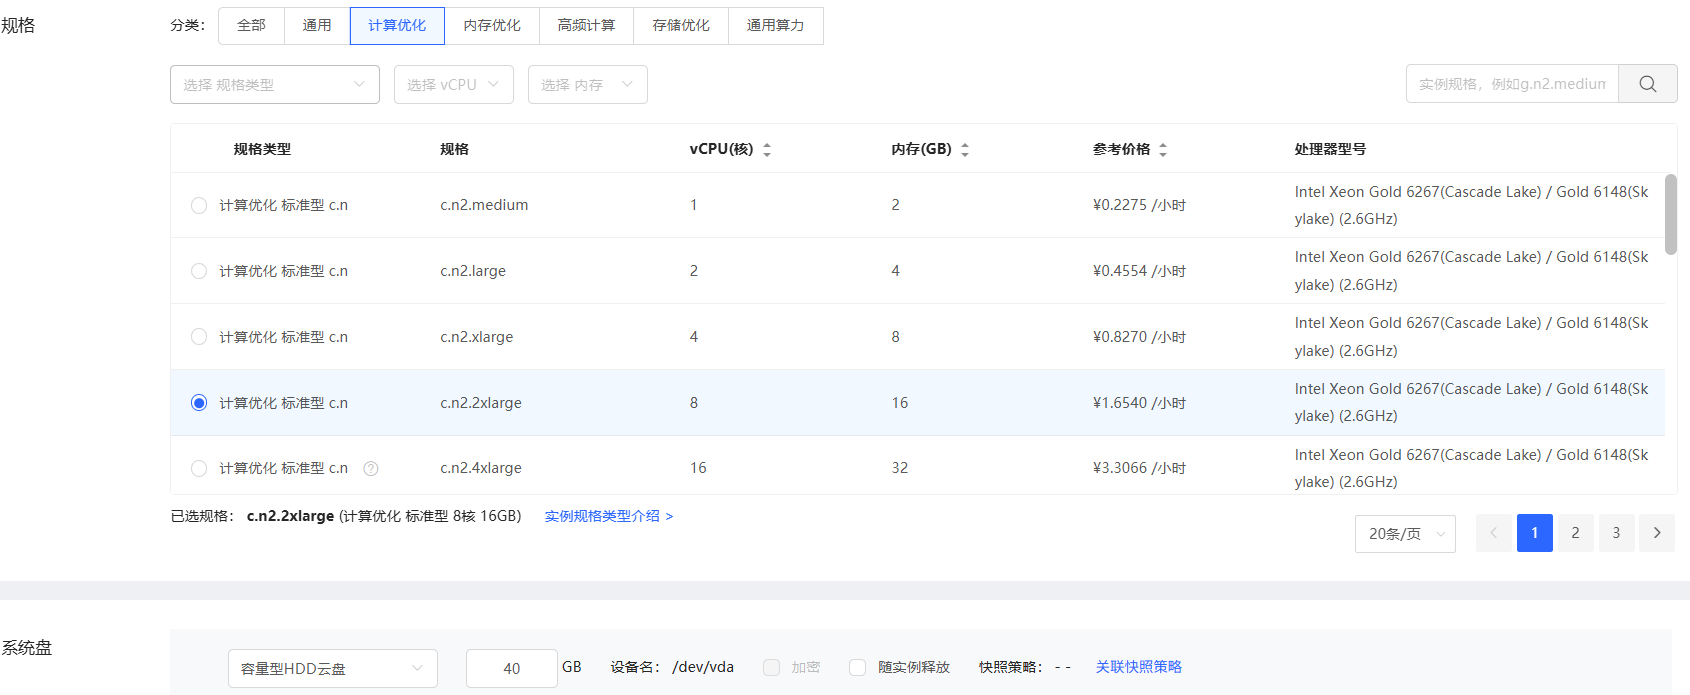 规格
分类： 全部 通用 计算优化 内存优化 高频计算 存储优化 通用算力
选择 规格类型 选择 vCPU 选择 内存 实例规格，例如g.n2.medium
规格类型 规格 vCPU(核) 内存(GB) 参考价格 处理器型号
计算优化 标准型 c.n c.n2.medium 1 2 ¥0.2275 /小时 Intel Xeon Gold 6267(Cascade Lake) / Gold 6148(Sk
ylake) (2.6GHz)
计算优化 标准型 c.n c.n2.large 2 4 ¥0.4554 /小时 Intel Xeon Gold 6267(Cascade Lake) / Gold 6148(Sk
ylake) (2.6GHz)
计算优化 标准型 c.n c.n2.xlarge 4 8 ¥0.8270 /小时 Intel Xeon Gold 6267(Cascade Lake) / Gold 6148(Sk
ylake) (2.6GHz)
计算优化 标准型 c.n c.n2.2xlarge 8 16 ¥1.6540 /小时 Intel Xeon Gold 6267(Cascade Lake) / Gold 6148(Sk
ylake) (2.6GHz)
计算优化 标准型 c.n ? c.n2.4xlarge 16 32 ¥3.3066 /小时 Intel Xeon Gold 6267(Cascade Lake) / Gold 6148(Sk
ylake) (2.6GHz)
已选规格： c.n2.2xlarge (计算优化 标准型 8核 16GB) 实例规格类型介绍 >
20条/页 < 1 2 3 >
系统盘
容量型HDD云盘 40 GB 设备名： /dev/vda 加密 随实例释放 快照策略： - - 关联快照策略